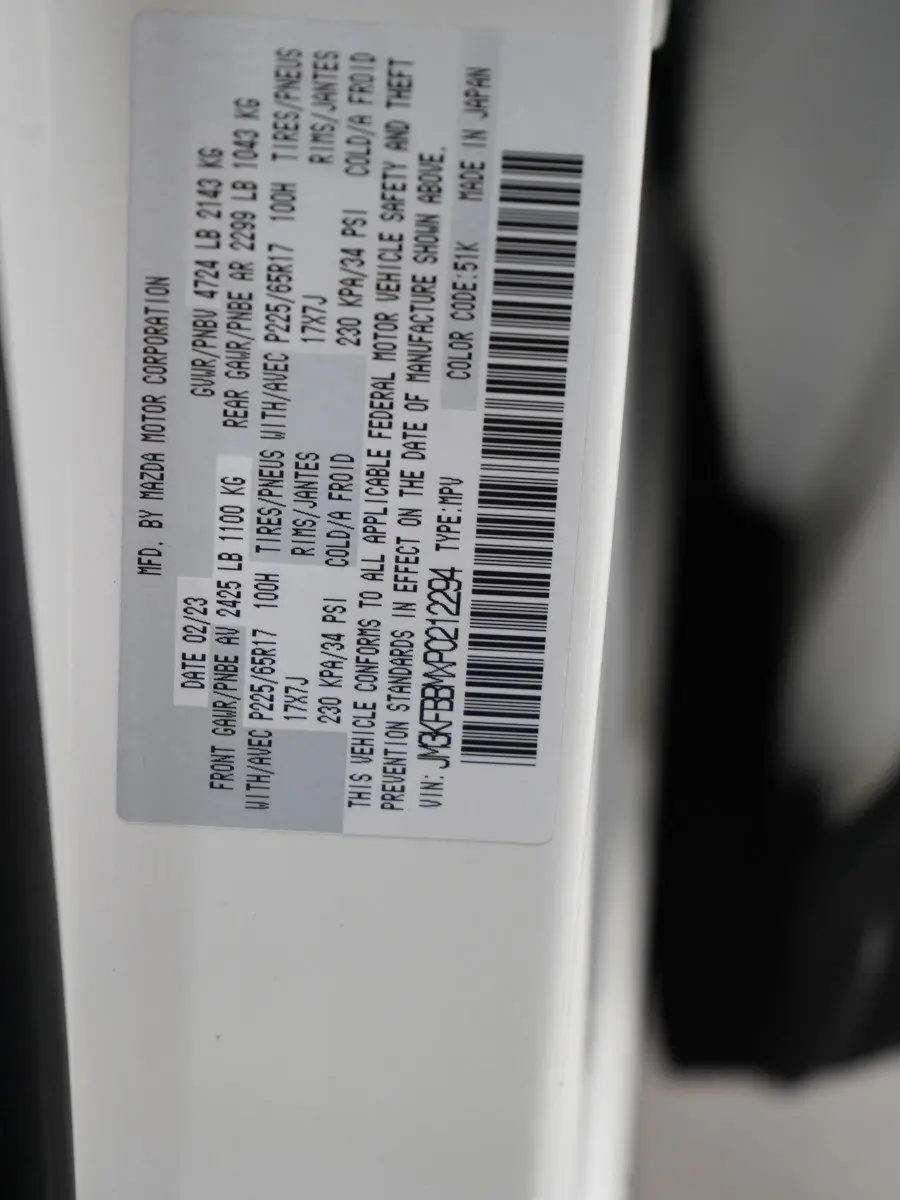 MFD. BY MAZDA MOTOR CORPORATION
DATE 02/23 GVWR/PNBV 4724 LB 2143 KG
FRONT GAWR/PNBE AV 2425 LB 1100 KG REAR GAWR/PNBE AR 2299 LB 1043 KG
WITH/AVEC P225/65R17 100H TIRES/PNEUS WITH/AVEC P225/65R17 100H TIRES/PNEUS
17X7J RIMS/JANTES 17X7J RIMS/JANTES
230 KPA/34 PSI COLD/A FROID 230 KPA/34 PSI COLD/A FROID
THIS VEHICLE CONFORMS TO ALL APPLICABLE FEDERAL MOTOR VEHICLE SAFETY AND THEFT
PREVENTION STANDARDS IN EFFECT ON THE DATE OF MANUFACTURE SHOWN ABOVE.
VIN: JM3KFBBMXP0212294 TYPE:MPV COLOR CODE:51K MADE IN JAPAN